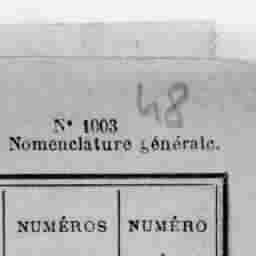 48
N° 1003
Nomenclature générale.
NUMÉROS
NUMÉRO